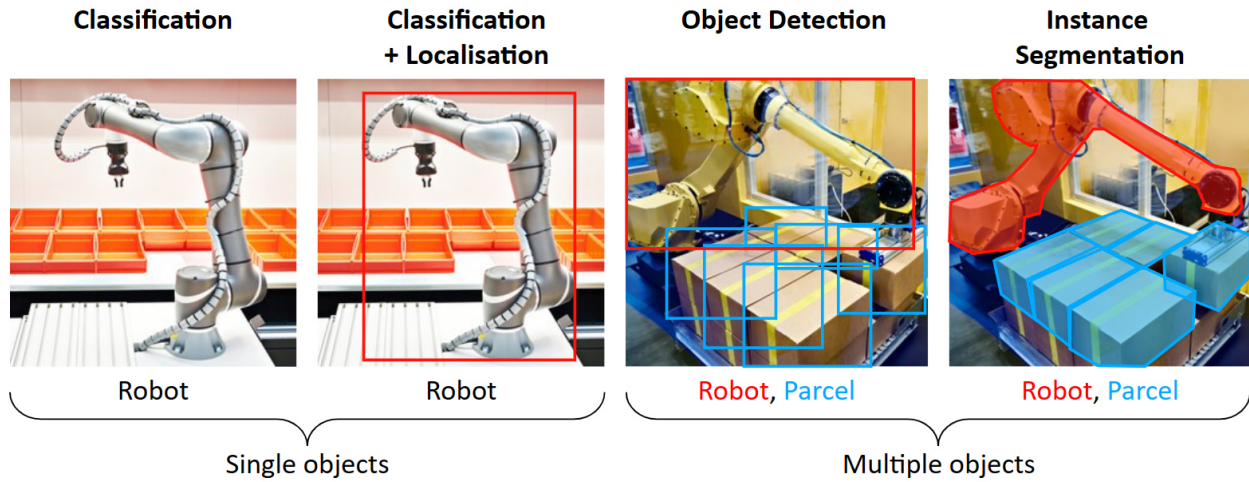 Classification
Classification
+ Localisation
Object Detection
Instance
Segmentation
Robot
Robot
Robot, Parcel
Robot, Parcel
Single objects
Multiple objects